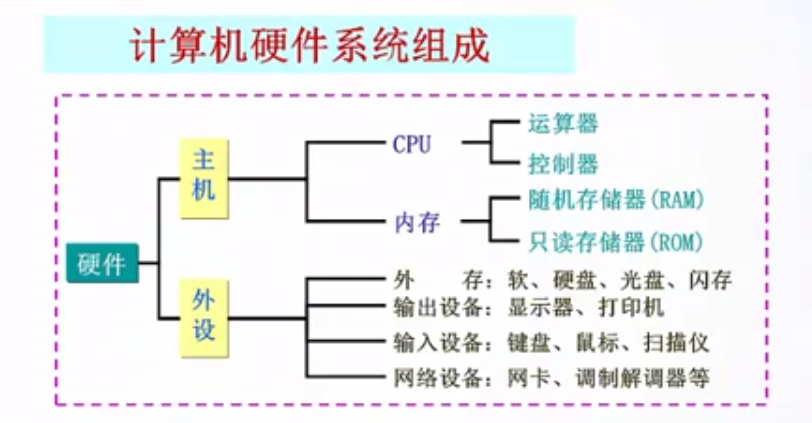 计算机硬件系统组成
运算器
CPU
控制器
主机
随机存储器(RAM)
内存
只读存储器(ROM)
硬件
外 存：软、硬盘、光盘、闪存
外设
输出设备：显示器、打印机
输入设备：键盘、鼠标、扫描仪
网络设备：网卡、调制解调器等